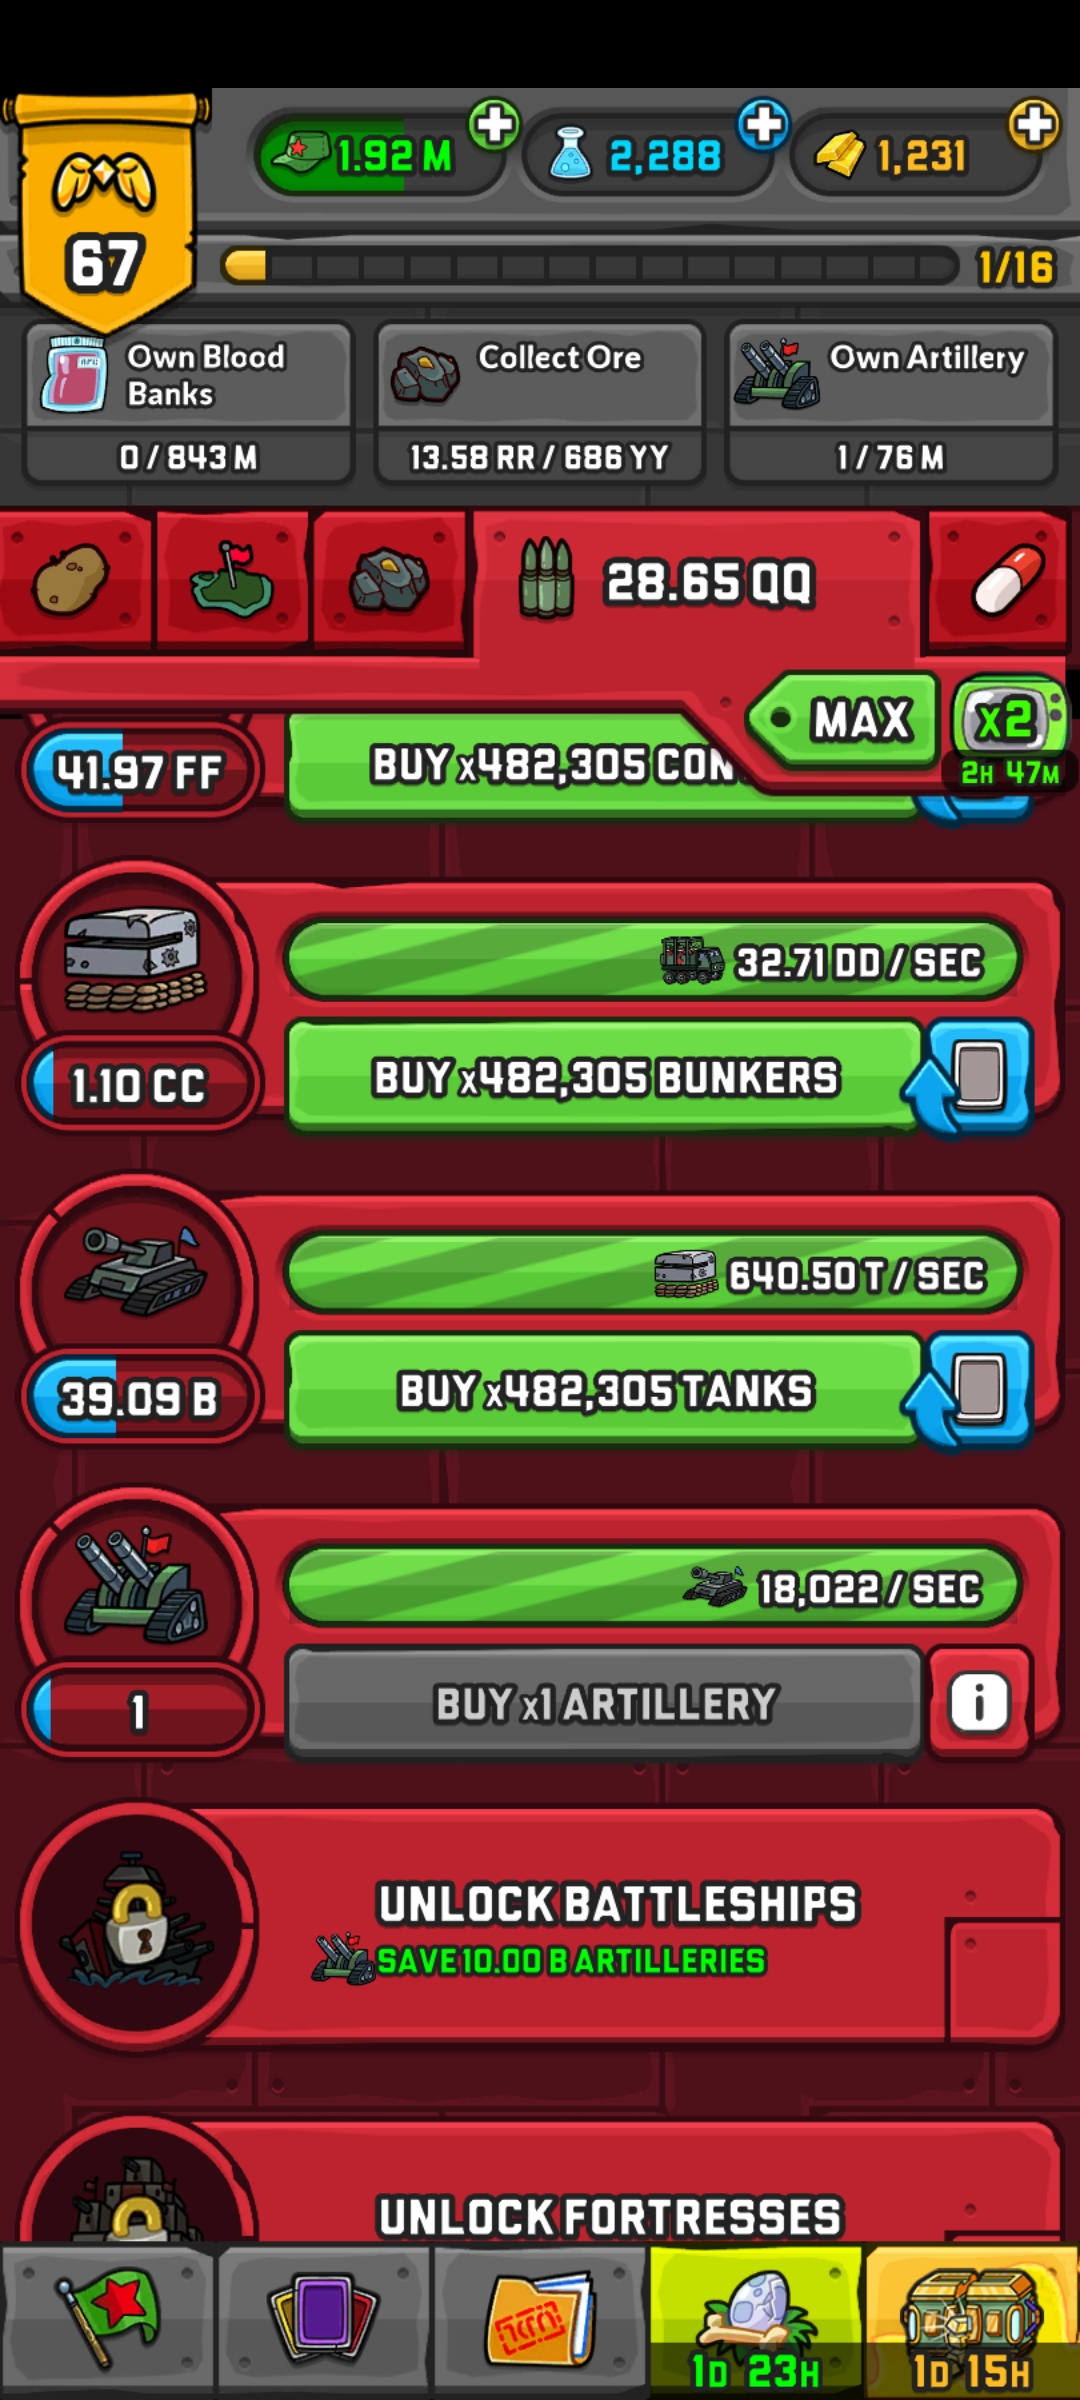 1.92 M
2,288
1,231
67
1/16
Own Blood
Banks
0 / 843 M
Collect Ore
13.58 RR / 686 YY
Own Artillery
1 / 76 M
28.65 QQ
MAX
x2
2H 47M
41.97 FF
BUY x482,305 CON
32.71 DD / SEC
1.10 CC
BUY x482,305 BUNKERS
640.50 T / SEC
39.09 B
BUY x482,305 TANKS
18,022 / SEC
1
BUY x1 ARTILLERY
i
UNLOCK BATTLESHIPS
SAVE 10.00 B ARTILLERIES
UNLOCK FORTRESSES
1D 23H
1D 15H